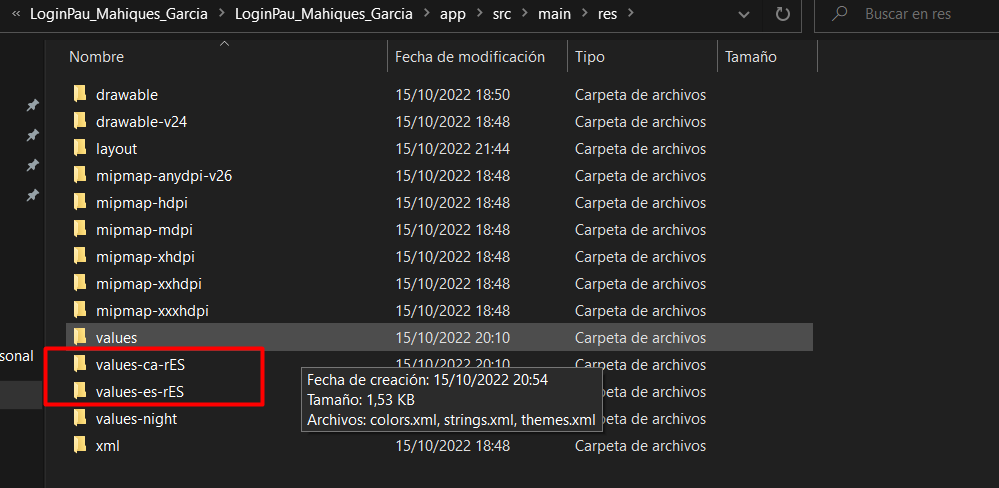 « LoginPau_Mahiques_Garcia > LoginPau_Mahiques_Garcia > app > src > main > res > Buscar en res
Nombre Fecha de modificación Tipo Tamaño
drawable 15/10/2022 18:50 Carpeta de archivos
drawable-v24 15/10/2022 18:48 Carpeta de archivos
layout 15/10/2022 21:44 Carpeta de archivos
mipmap-anydpi-v26 15/10/2022 18:48 Carpeta de archivos
mipmap-hdpi 15/10/2022 18:48 Carpeta de archivos
mipmap-mdpi 15/10/2022 18:48 Carpeta de archivos
mipmap-xhdpi 15/10/2022 18:48 Carpeta de archivos
mipmap-xxhdpi 15/10/2022 18:48 Carpeta de archivos
mipmap-xxxhdpi 15/10/2022 18:48 Carpeta de archivos
values 15/10/2022 20:10 Carpeta de archivos
sonal
values-ca-rES 15/10/2022 20:10 Carpeta de archivos
values-es-rES Carpeta de archivos
values-night Carpeta de archivos
xml 15/10/2022 18:48 Carpeta de archivos
Fecha de creación: 15/10/2022 20:54
Tamaño: 1,53 KB
Archivos: colors.xml, strings.xml, themes.xml